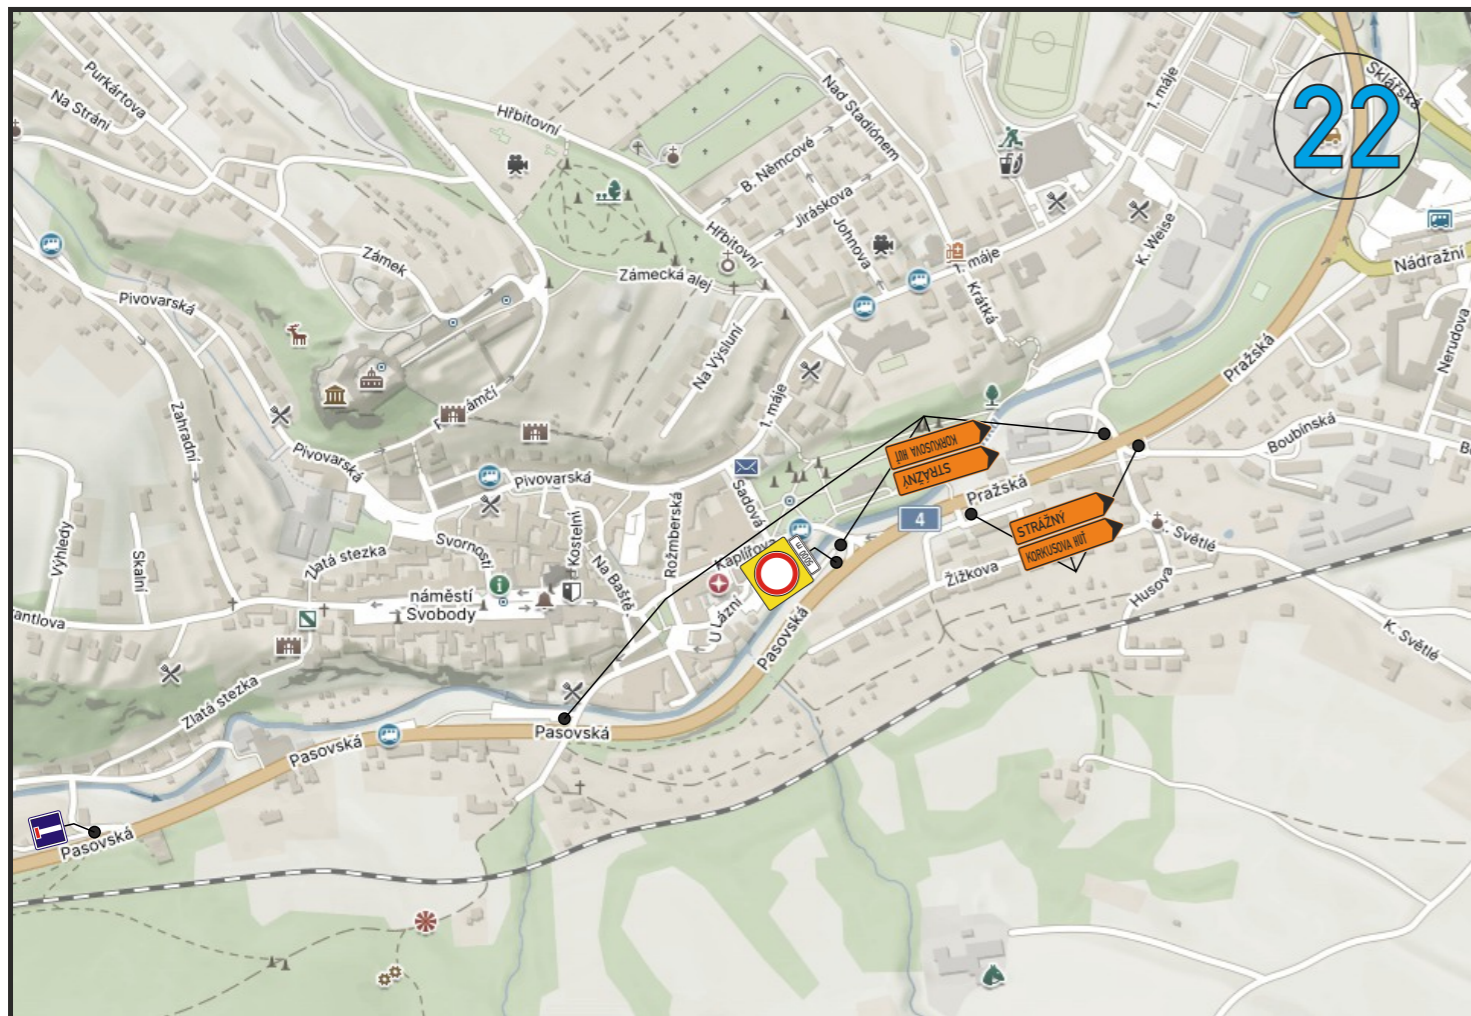 Purkártova
Na Stráni
Hřbitovní
Nad Stadiónem
1. máje
Sklářská
22
B. Němcové
Jiráskova
Johnova
Hřbitovní
Zámecká alej
1. máje
Krátká
K. Weise
Nádražní
Nerudova
Zámek
Pivovarská
Na Výsluní
Pražská
Zahradní
1. máje
Boubínská
Pivovarská
Pivovarská
KORKUSOVA HUŤ
STRÁŽNÝ
Pražská
4
STRÁŽNÝ
KORKUSOVA HUŤ
Sadová
Rožmberská
Kostelní
Na Baště
Svornosti
Zlatá stezka
Výhledy
Skalní
Kaplířova
5000 m
K. Světlé
Žižkova
Husova
náměstí
Svobody
U Lázní
Pasovská
antlova
K. Světlé
Zlatá stezka
Pasovská
Pasovská
Pasovská